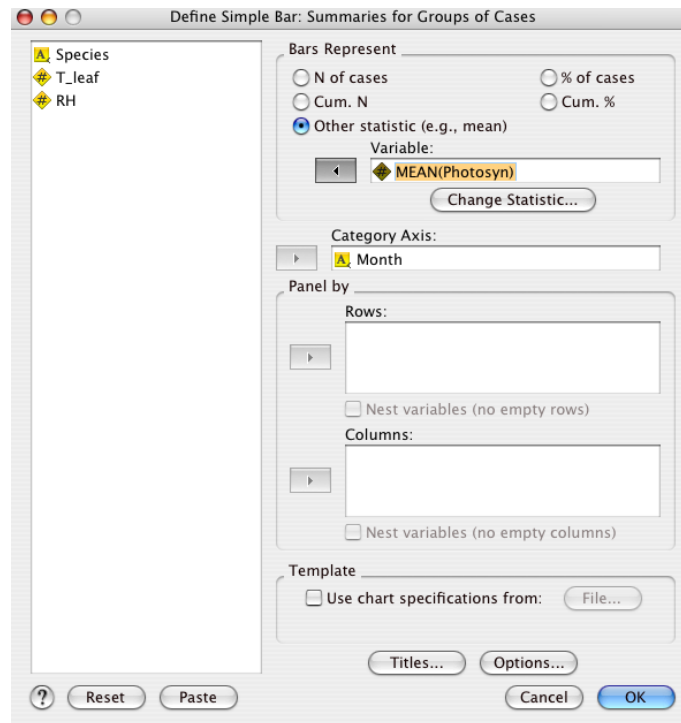 Define Simple Bar: Summaries for Groups of Cases
A Species
# T_leaf
# RH
Bars Represent
N of cases
% of cases
Cum. N
Cum. %
Other statistic (e.g., mean)
Variable:
# MEAN(Photosyn)
Change Statistic...
Category Axis:
A Month
Panel by
Rows:
Nest variables (no empty rows)
Columns:
Nest variables (no empty columns)
Template
Use chart specifications from:
File...
Titles...
Options...
?
Reset
Paste
Cancel
OK